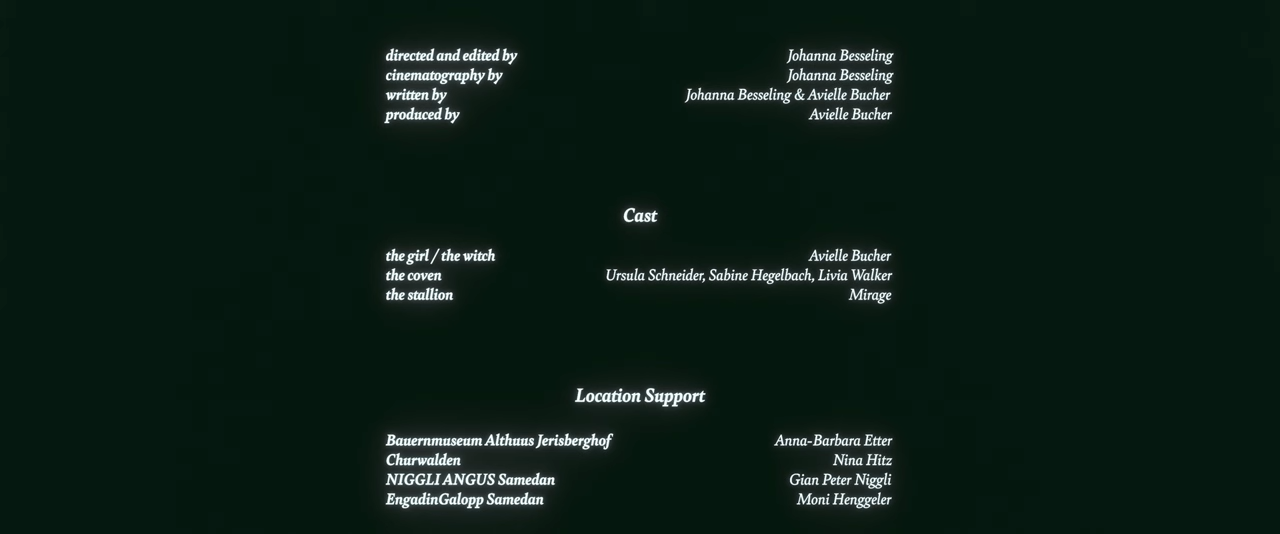 directed and edited by Johanna Besseling
cinematography by Johanna Besseling
written by Johanna Besseling & Avielle Bucher
produced by Avielle Bucher
Cast
the girl / the witch Avielle Bucher
the coven Ursula Schneider, Sabine Hegelbach, Livia Walker
the stallion Mirage
Location Support
Bauernmuseum Althuus Jerisberghof Anna-Barbara Etter
Churwalden Nina Hitz
NIGGLI ANGUS Samedan Gian Peter Niggli
EngadinGalopp Samedan Moni Henggeler